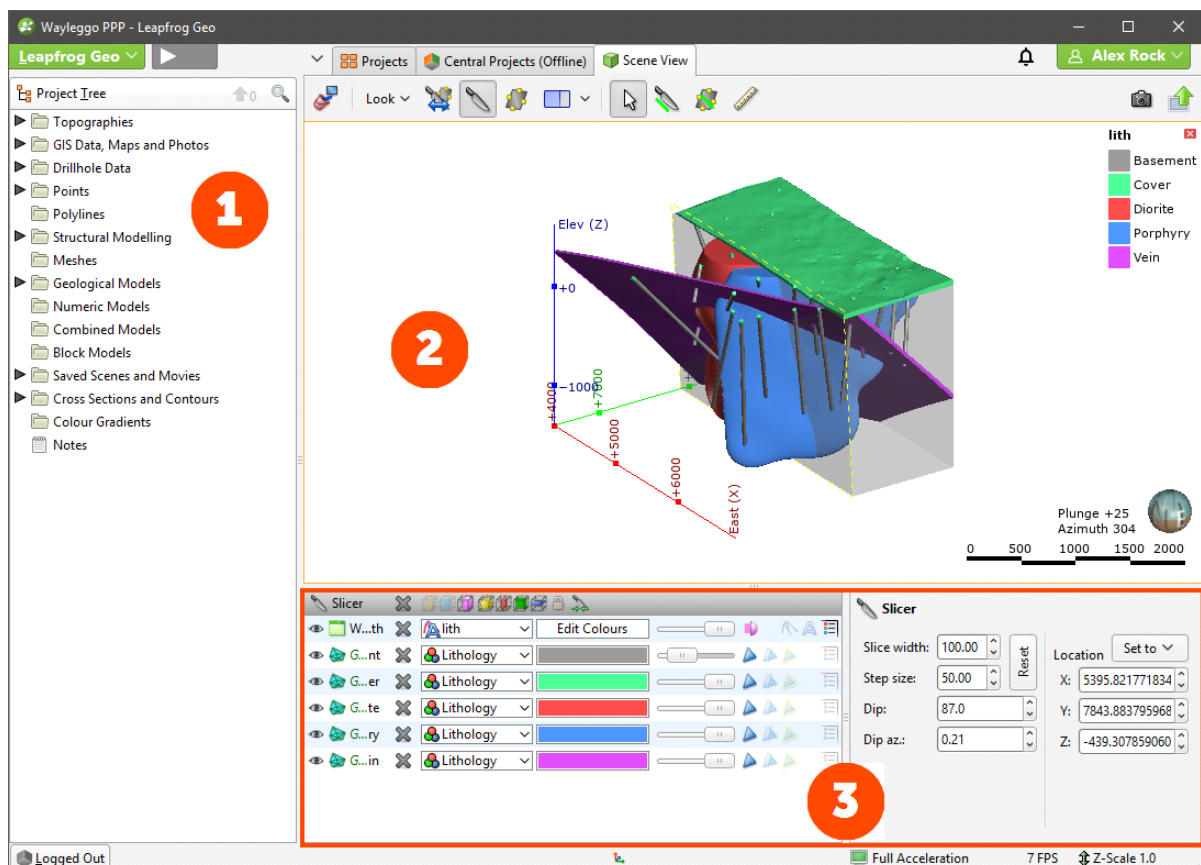 Wayleggo PPP - Leapfrog Geo
Leapfrog Geo
Projects
Central Projects (Offline)
Scene View
Alex Rock
Project Tree
0
Look
Topographies
GIS Data, Maps and Photos
Drillhole Data
Points
Polylines
Structural Modelling
Meshes
Geological Models
Numeric Models
Combined Models
Block Models
Saved Scenes and Movies
Cross Sections and Contours
Colour Gradients
Notes
1
2
lith
Basement
Cover
Diorite
Porphyry
Vein
Elev (Z)
+0
-1000
+7000
+4000
+5000
+6000
East (X)
Plunge +25
Azimuth 304
0 500 1000 1500 2000
Slicer
W...th lith Edit Colours
G...nt Lithology
G...er Lithology
G...te Lithology
G...ry Lithology
G...in Lithology
Slicer
Slice width: 100.00
Step size: 50.00
Reset
Dip: 87.0
Dip az.: 0.21
Location Set to
X: 5395.821771834
Y: 7843.883795968
Z: -439.307859060
3
Logged Out
Full Acceleration
7 FPS
Z-Scale 1.0